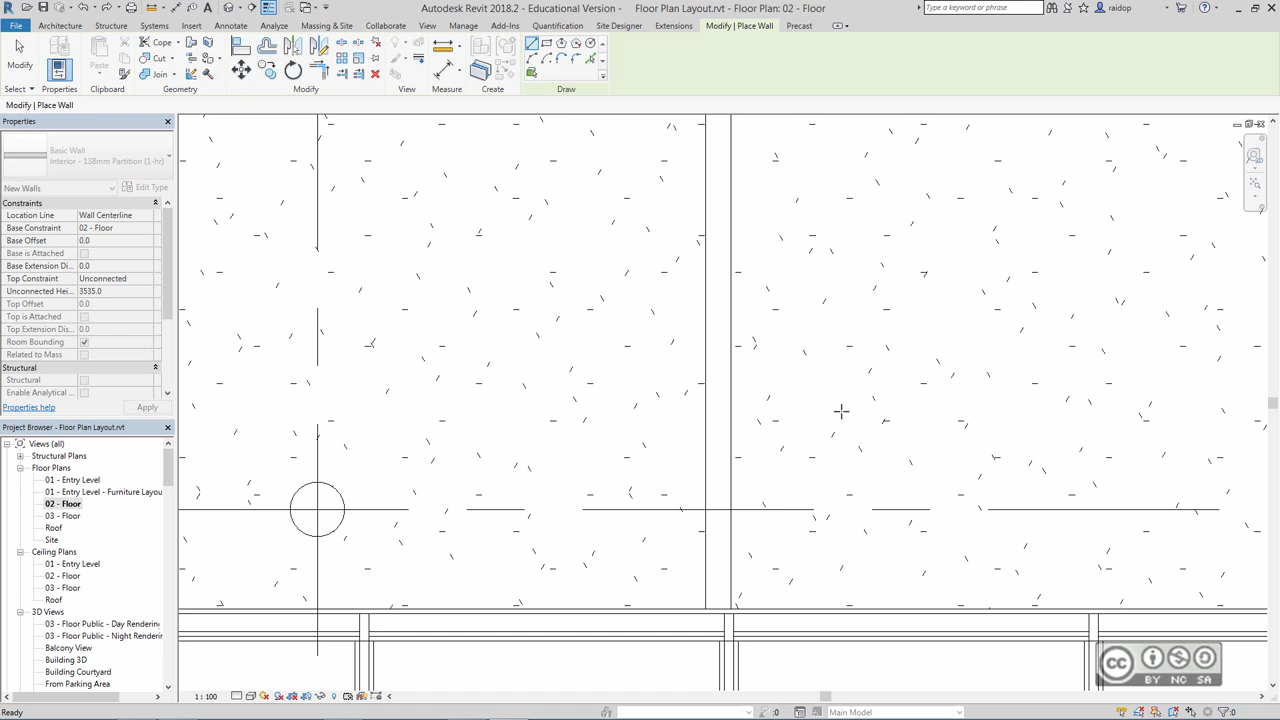 Autodesk Revit 2018.2 - Educational Version - Floor Plan Layout.rvt - Floor Plan: 02 - Floor
Type a keyword or phrase
raidop
File Architecture Structure Systems Insert Annotate Analyze Massing & Site Collaborate View Manage Add-Ins Quantification Site Designer Extensions Modify | Place Wall Precast
Modify
Paste
Cope
Cut
Join
Select Properties Clipboard Geometry Modify View Measure Create Draw
Modify | Place Wall
Properties
Basic Wall
Interior - 138mm Partition (1-hr)
New Walls Edit Type
Constraints
Location Line Wall Centerline
Base Constraint 02 - Floor
Base Offset 0.0
Base is Attached
Base Extension Di... 0.0
Top Constraint Unconnected
Unconnected Hei... 3535.0
Top Offset 0.0
Top is Attached
Top Extension Dis... 0.0
Room Bounding
Related to Mass
Structural
Structural
Enable Analytical
Properties help Apply
Project Browser - Floor Plan Layout.rvt
Views (all)
Structural Plans
Floor Plans
01 - Entry Level
01 - Entry Level - Furniture Layou
02 - Floor
03 - Floor
Roof
Site
Ceiling Plans
01 - Entry Level
02 - Floor
03 - Floor
Roof
3D Views
03 - Floor Public - Day Rendering
03 - Floor Public - Night Renderin
Balcony View
Building 3D
Building Courtyard
From Parking Area
1 : 100
cc BY NC SA
Ready :0 Main Model :0